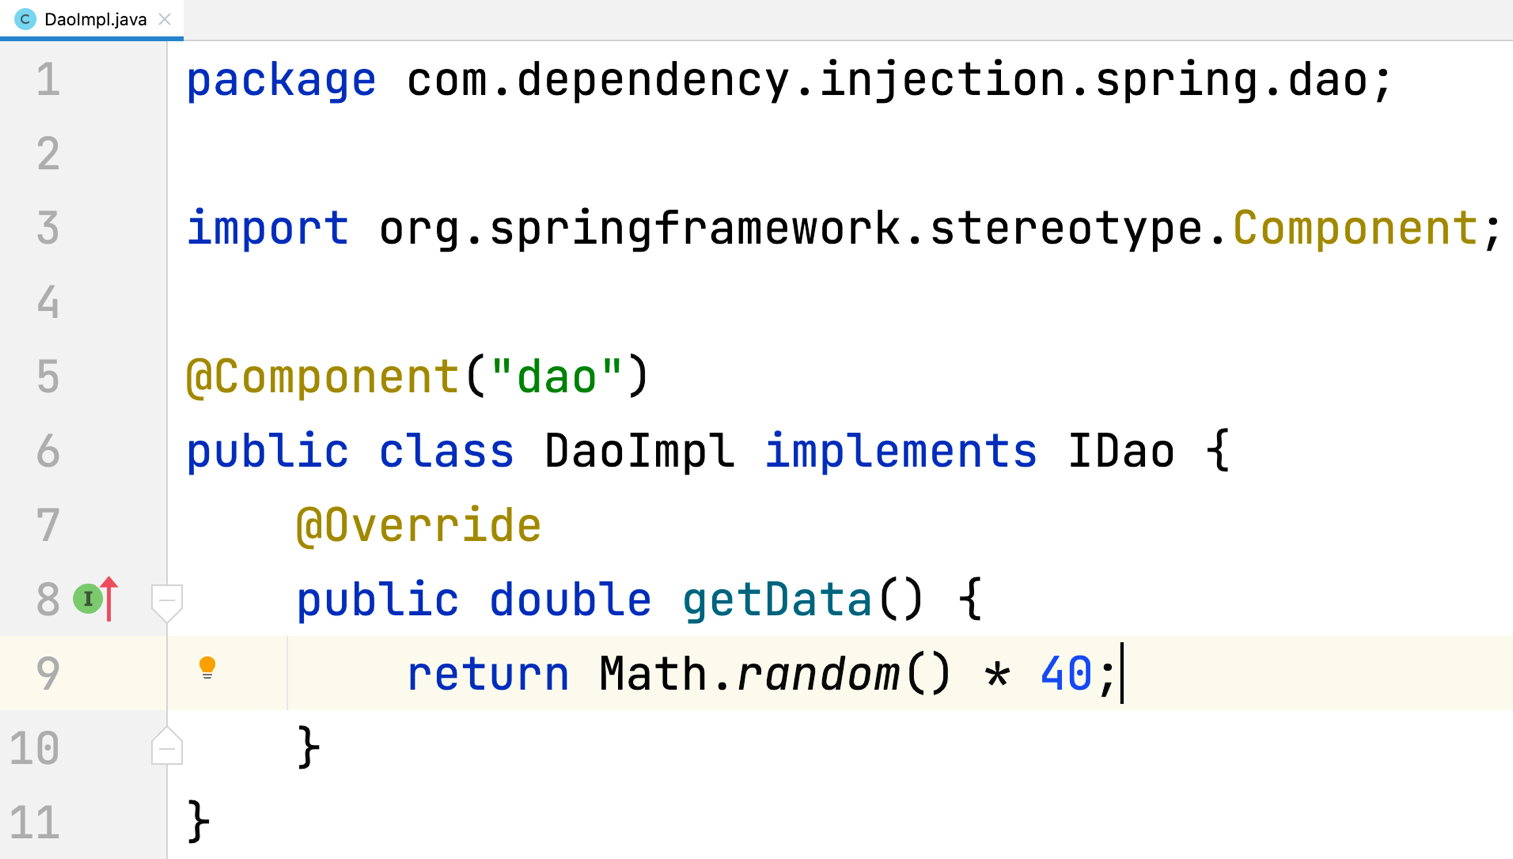 DaoImpl.java
1 package com.dependency.injection.spring.dao;
2
3 import org.springframework.stereotype.Component;
4
5 @Component("dao")
6 public class DaoImpl implements IDao {
7 @Override
8 public double getData() {
9 return Math.random() * 40;
10 }
11 }